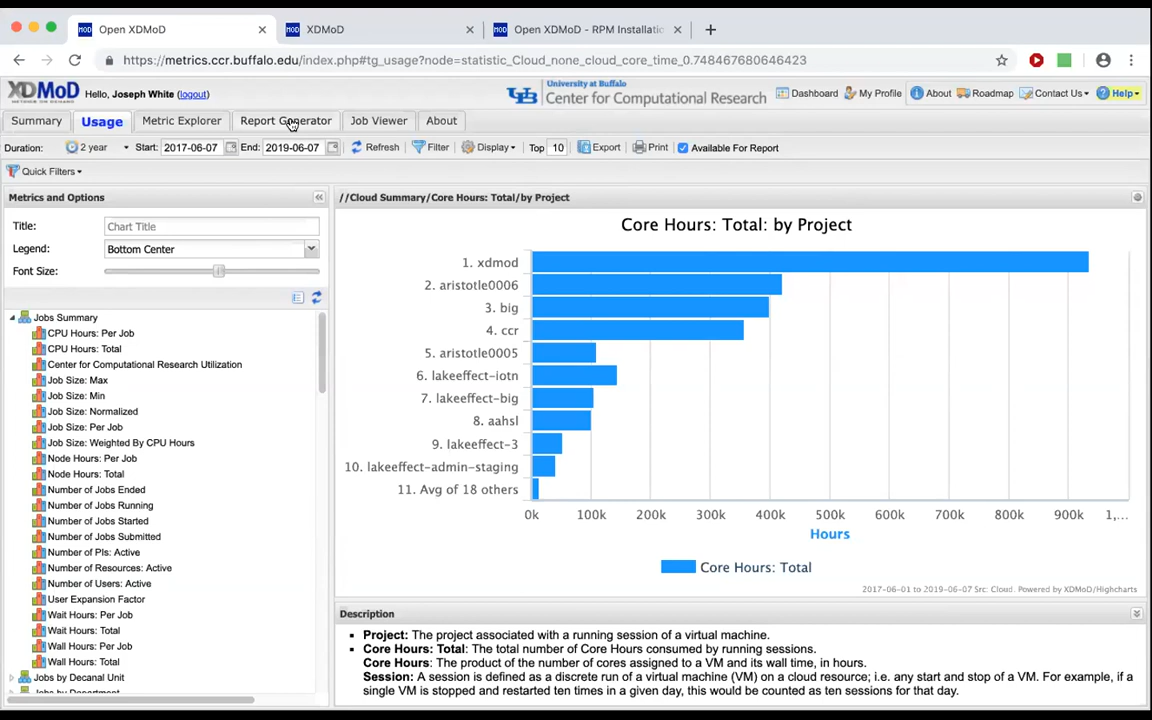 Open XDMoD
XDMoD
Open XDMoD - RPM Installatic
https://metrics.ccr.buffalo.edu/index.php#tg_usage?node=statistic_Cloud_none_cloud_core_time_0.748467680646423
XDMoD Hello, Joseph White (logout)
University at Buffalo
Center for Computational Research
Dashboard My Profile About Roadmap Contact Us Help
Summary Usage Metric Explorer Report Generator Job Viewer About
Duration: 2 year Start: 2017-06-07 End: 2019-06-07 Refresh Filter Display Top 10 Export Print Available For Report
Quick Filters
Metrics and Options
Title: Chart Title
Legend: Bottom Center
Font Size:
Jobs Summary
CPU Hours: Per Job
CPU Hours: Total
Center for Computational Research Utilization
Job Size: Max
Job Size: Min
Job Size: Normalized
Job Size: Per Job
Job Size: Weighted By CPU Hours
Node Hours: Per Job
Node Hours: Total
Number of Jobs Ended
Number of Jobs Running
Number of Jobs Started
Number of Jobs Submitted
Number of PIs: Active
Number of Resources: Active
Number of Users: Active
User Expansion Factor
Wait Hours: Per Job
Wait Hours: Total
Wall Hours: Per Job
Wall Hours: Total
Jobs by Decanal Unit
Jobs by Department
//Cloud Summary/Core Hours: Total/by Project
Core Hours: Total: by Project
1. xdmod
2. aristotle0006
3. big
4. ccr
5. aristotle0005
6. lakeeffect-iotn
7. lakeeffect-big
8. aahsl
9. lakeeffect-3
10. lakeeffect-admin-staging
11. Avg of 18 others
0k 100k 200k 300k 400k 500k 600k 700k 800k 900k 1,...
Hours
Core Hours: Total
2017-06-01 to 2019-06-07 Src: Cloud. Powered by XDMoD/Highcharts
Description
Project: The project associated with a running session of a virtual machine.
Core Hours: Total: The total number of Core Hours consumed by running sessions.
Core Hours: The product of the number of cores assigned to a VM and its wall time, in hours.
Session: A session is defined as a discrete run of a virtual machine (VM) on a cloud resource; i.e. any start and stop of a VM. For example, if a
single VM is stopped and restarted ten times in a given day, this would be counted as ten sessions for that day.